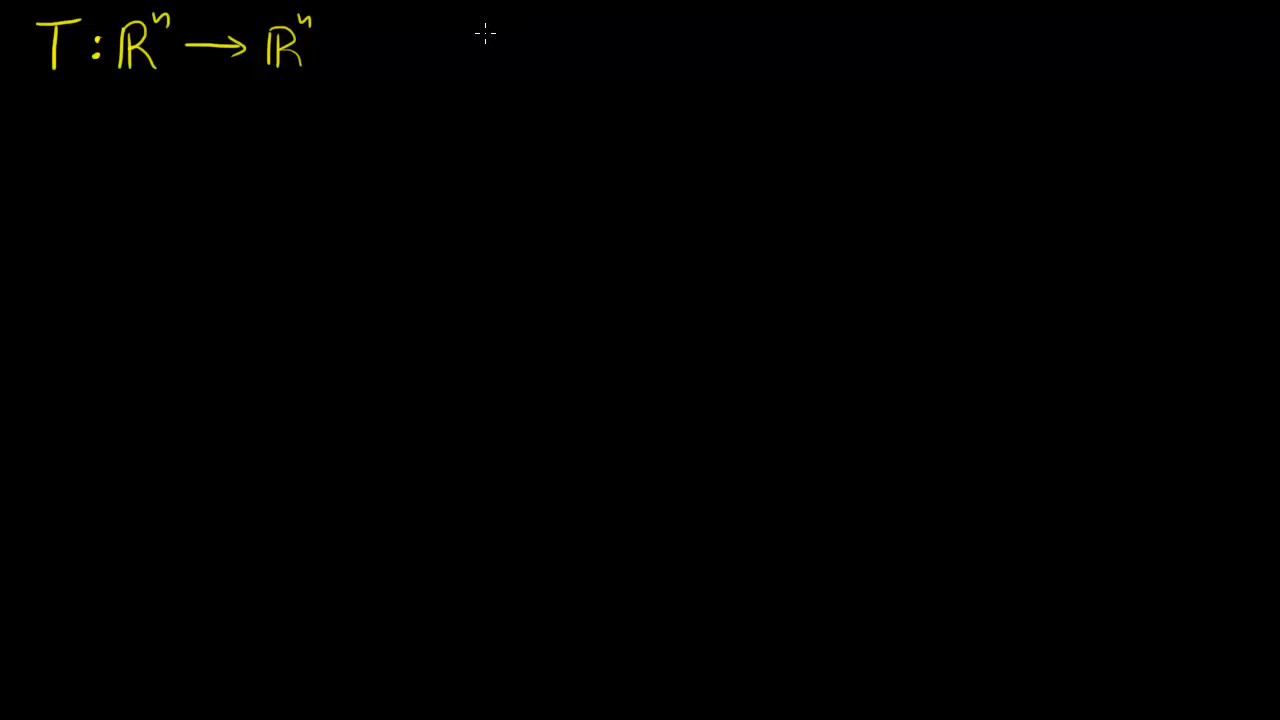 T : ℝⁿ → ℝⁿ